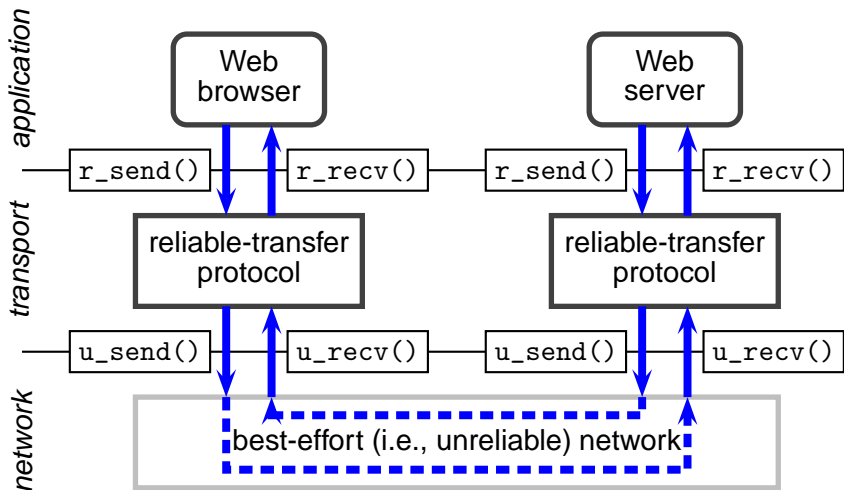 application
Web
browser
Web
server
r_send()
r_recv()
r_send()
r_recv()
transport
reliable-transfer
protocol
reliable-transfer
protocol
u_send()
u_recv()
u_send()
u_recv()
network
best-effort (i.e., unreliable) network